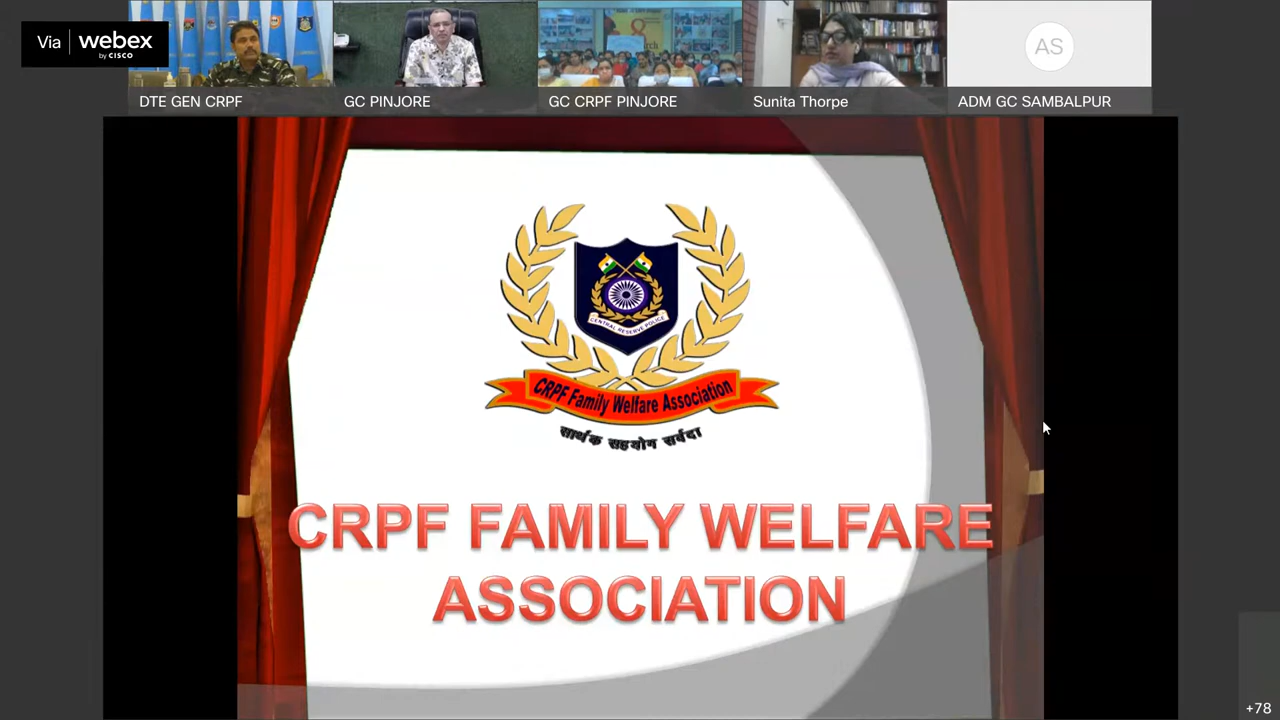 Via webex
by CISCO
AS
DTE GEN CRPF
GC PINJORE
GC CRPF PINJORE
Sunita Thorpe
ADM GC SAMBALPUR
CENTRAL RESERVE POLICE
CRPF Family Welfare Association
सार्थक सहयोग सर्वदा
CRPF FAMILY WELFARE
ASSOCIATION
+78